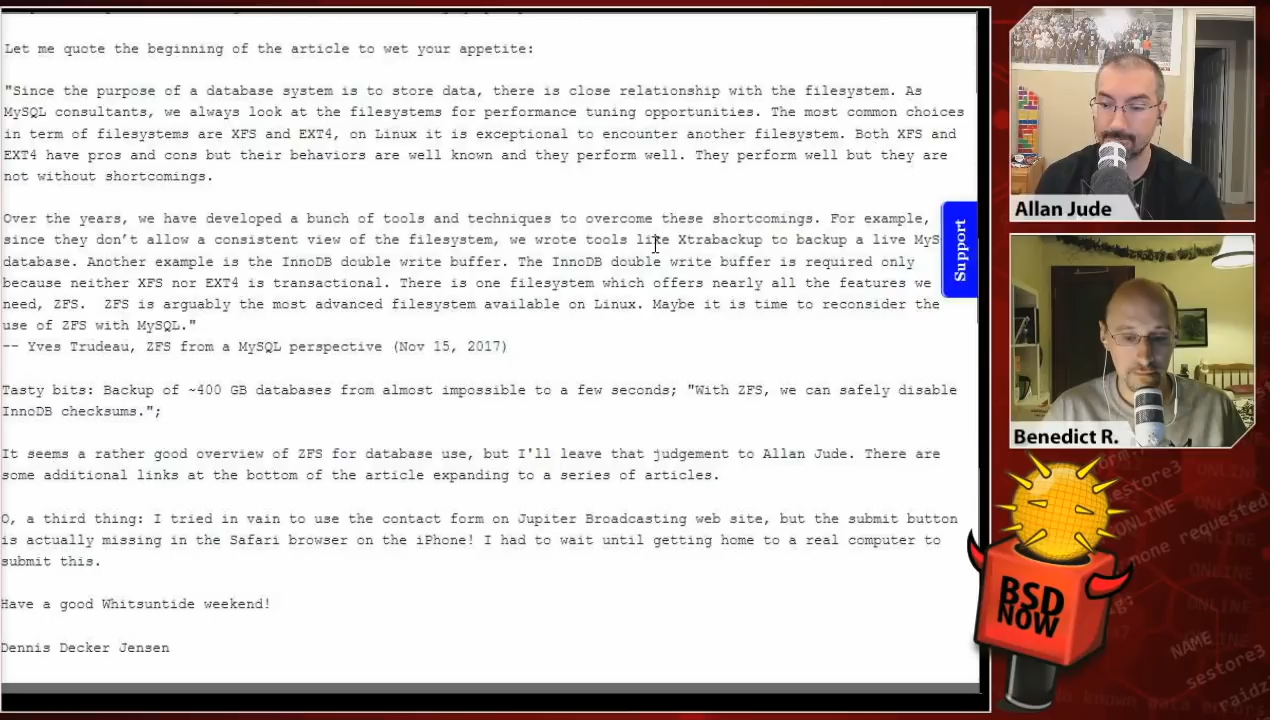 Let me quote the beginning of the article to wet your appetite:
"Since the purpose of a database system is to store data, there is close relationship with the filesystem. As
MySQL consultants, we always look at the filesystems for performance tuning opportunities. The most common choices
in term of filesystems are XFS and EXT4, on Linux it is exceptional to encounter another filesystem. Both XFS and
EXT4 have pros and cons but their behaviors are well known and they perform well. They perform well but they are
not without shortcomings.
Over the years, we have developed a bunch of tools and techniques to overcome these shortcomings. For example,
since they don't allow a consistent view of the filesystem, we wrote tools like Xtrabackup to backup a live MyS
database. Another example is the InnoDB double write buffer. The InnoDB double write buffer is required only
because neither XFS nor EXT4 is transactional. There is one filesystem which offers nearly all the features we
need, ZFS.  ZFS is arguably the most advanced filesystem available on Linux. Maybe it is time to reconsider the
use of ZFS with MySQL."
-- Yves Trudeau, ZFS from a MySQL perspective (Nov 15, 2017)
Tasty bits: Backup of ~400 GB databases from almost impossible to a few seconds; "With ZFS, we can safely disable
InnoDB checksums.";
It seems a rather good overview of ZFS for database use, but I'll leave that judgement to Allan Jude. There are
some additional links at the bottom of the article expanding to a series of articles.
O, a third thing: I tried in vain to use the contact form on Jupiter Broadcasting web site, but the submit button
is actually missing in the Safari browser on the iPhone! I had to wait until getting home to a real computer to
submit this.
Have a good Whitsuntide weekend!
Dennis Decker Jensen
Support
Allan Jude
Benedict R.
BSD
NOW
sestore3
ONLINE
none requested
ONLINE
ONLINE
NAME
sestore3
raidz